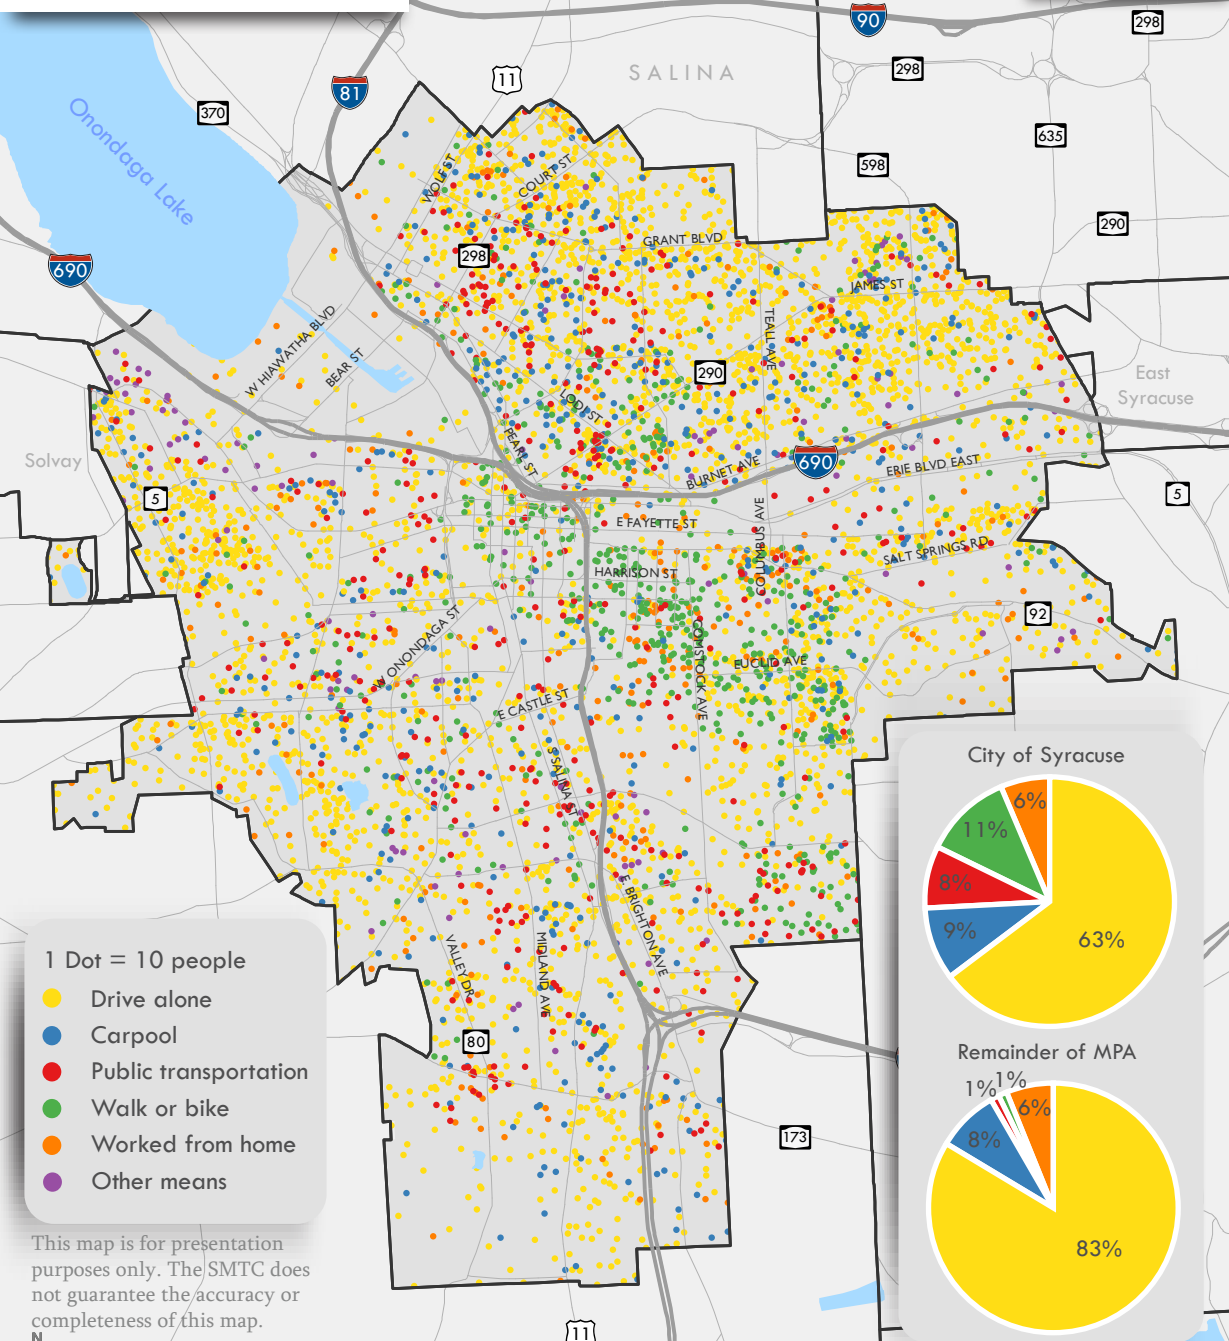 90
298
11
SALINA
298
81
370
635
598
Onondaga Lake
WOLF ST
COURT ST
290
GRANT BLVD
298
690
JAMES ST
W HIAWATHA BLVD
BEAR ST
TEALL AVE
290
East
Syracuse
LODI ST
PEARL ST
Solvay
690
BURNET AVE
ERIE BLVD EAST
5
5
E FAYETTE ST
COLUMBUS AVE
SALT SPRINGS RD
HARRISON ST
92
W ONONDAGA ST
COMSTOCK AVE
EUCLID AVE
E CASTLE ST
S SALINA ST
E BRIGHTON AVE
VALLEY DR
MIDLAND AVE
80
173
11
City of Syracuse
6%
11%
8%
9%
63%
Remainder of MPA
1%
1%
6%
8%
83%
1 Dot = 10 people
Drive alone
Carpool
Public transportation
Walk or bike
Worked from home
Other means
This map is for presentation
purposes only. The SMTC does
not guarantee the accuracy or
completeness of this map.
N